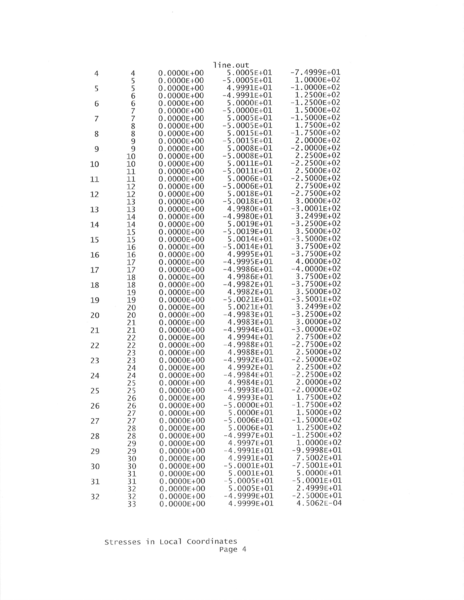 line.out
4 4 0.0000E+00 5.0005E+01 -7.4999E+01
5 0.0000E+00 -5.0005E+01 1.0000E+02
5 5 0.0000E+00 4.9991E+01 -1.0000E+02
6 0.0000E+00 -4.9991E+01 1.2500E+02
6 6 0.0000E+00 5.0000E+01 -1.2500E+02
7 0.0000E+00 -5.0000E+01 1.5000E+02
7 7 0.0000E+00 5.0005E+01 -1.5000E+02
8 0.0000E+00 -5.0005E+01 1.7500E+02
8 8 0.0000E+00 5.0015E+01 -1.7500E+02
9 0.0000E+00 -5.0015E+01 2.0000E+02
9 9 0.0000E+00 5.0008E+01 -2.0000E+02
10 0.0000E+00 -5.0008E+01 2.2500E+02
10 10 0.0000E+00 5.0011E+01 -2.2500E+02
11 0.0000E+00 -5.0011E+01 2.5000E+02
11 11 0.0000E+00 5.0006E+01 -2.5000E+02
12 0.0000E+00 -5.0006E+01 2.7500E+02
12 12 0.0000E+00 5.0018E+01 -2.7500E+02
13 0.0000E+00 -5.0018E+01 3.0000E+02
13 13 0.0000E+00 4.9980E+01 -3.0001E+02
14 0.0000E+00 -4.9980E+01 3.2499E+02
14 14 0.0000E+00 5.0019E+01 -3.2500E+02
15 0.0000E+00 -5.0019E+01 3.5000E+02
15 15 0.0000E+00 5.0014E+01 -3.5000E+02
16 0.0000E+00 -5.0014E+01 3.7500E+02
16 16 0.0000E+00 4.9995E+01 -3.7500E+02
17 0.0000E+00 -4.9995E+01 4.0000E+02
17 17 0.0000E+00 -4.9986E+01 -4.0000E+02
18 0.0000E+00 4.9986E+01 3.7500E+02
18 18 0.0000E+00 -4.9982E+01 -3.7500E+02
19 0.0000E+00 4.9982E+01 3.5000E+02
19 19 0.0000E+00 -5.0021E+01 -3.5001E+02
20 0.0000E+00 5.0021E+01 3.2499E+02
20 20 0.0000E+00 -4.9983E+01 -3.2500E+02
21 0.0000E+00 4.9983E+01 3.0000E+02
21 21 0.0000E+00 -4.9994E+01 -3.0000E+02
22 0.0000E+00 4.9994E+01 2.7500E+02
22 22 0.0000E+00 -4.9988E+01 -2.7500E+02
23 0.0000E+00 4.9988E+01 2.5000E+02
23 23 0.0000E+00 -4.9992E+01 -2.5000E+02
24 0.0000E+00 4.9992E+01 2.2500E+02
24 24 0.0000E+00 -4.9984E+01 -2.2500E+02
25 0.0000E+00 4.9984E+01 2.0000E+02
25 25 0.0000E+00 -4.9993E+01 -2.0000E+02
26 0.0000E+00 4.9993E+01 1.7500E+02
26 26 0.0000E+00 -5.0000E+01 -1.7500E+02
27 0.0000E+00 5.0000E+01 1.5000E+02
27 27 0.0000E+00 -5.0006E+01 -1.5000E+02
28 0.0000E+00 5.0006E+01 1.2500E+02
28 28 0.0000E+00 -4.9997E+01 -1.2500E+02
29 0.0000E+00 4.9997E+01 1.0000E+02
29 29 0.0000E+00 -4.9991E+01 -9.9998E+01
30 0.0000E+00 4.9991E+01 7.5002E+01
30 30 0.0000E+00 -5.0001E+01 -7.5001E+01
31 0.0000E+00 5.0001E+01 5.0000E+01
31 31 0.0000E+00 -5.0005E+01 -5.0001E+01
32 0.0000E+00 5.0005E+01 2.4999E+01
32 32 0.0000E+00 -4.9999E+01 -2.5000E+01
33 0.0000E+00 4.9999E+01 4.5062E-04
Stresses in Local Coordinates
Page 4